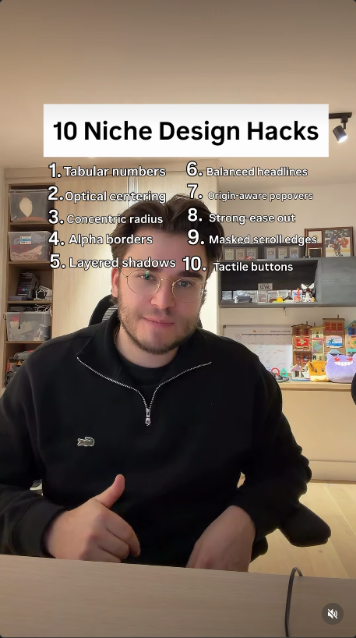 10 Niche Design Hacks
1. Tabular numbers
2. Optical centering
3. Concentric radius
4. Alpha borders
5. Layered shadows
6. Balanced headlines
7. Origin-aware popovers
8. Strong ease out
9. Masked scroll edges
10. Tactile buttons